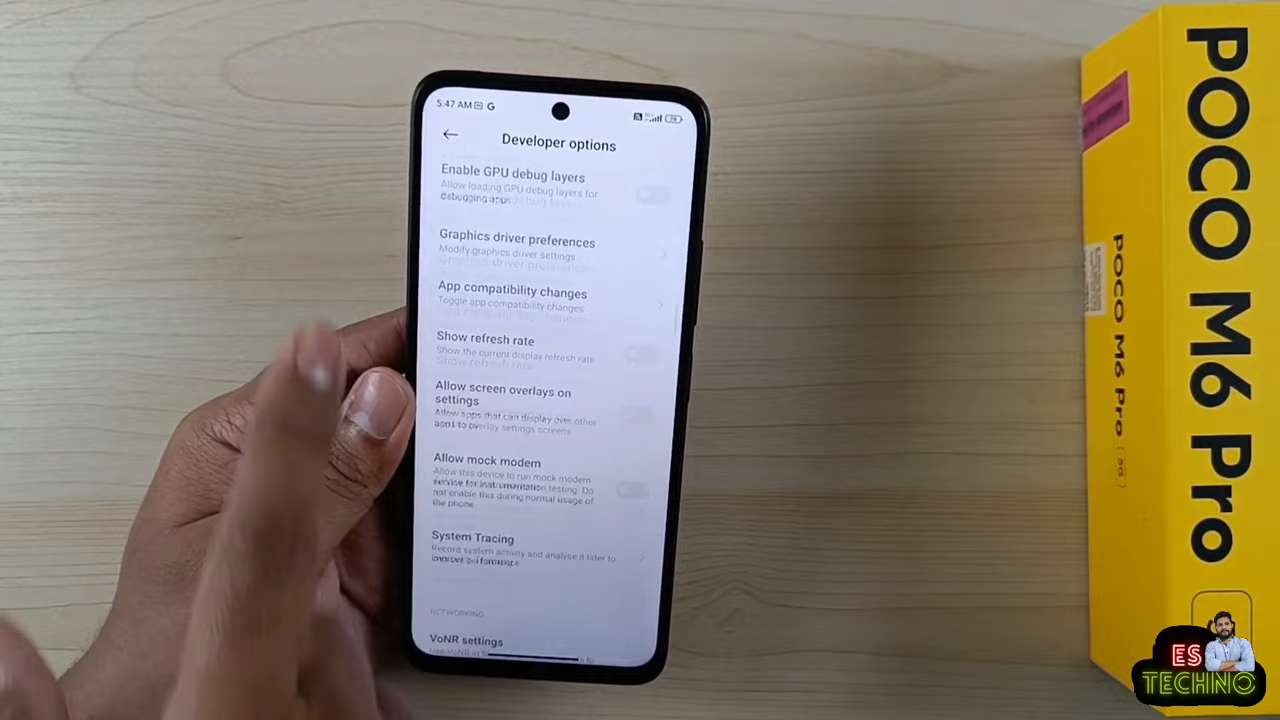 5:47 AM
G
79
Developer options
Enable GPU debug layers
Allow loading GPU debug layers for
debugging apps
Graphics driver preferences
Modify graphics driver settings
App compatibility changes
Toggle app compatibility changes
Show refresh rate
Show the current display refresh rate
Allow screen overlays on
settings
Allow apps that can display over other
apps to overlay settings screens
Allow mock modem
Allow this device to run mock modem
service for instrumentation testing. Do
not enable this during normal usage of
the phone
System Tracing
Record system activity and analyse it later to
improve performance
NETWORKING
VoNR settings
POCO M6 Pro
POCO M6 Pro
5G
ES
TECHNO